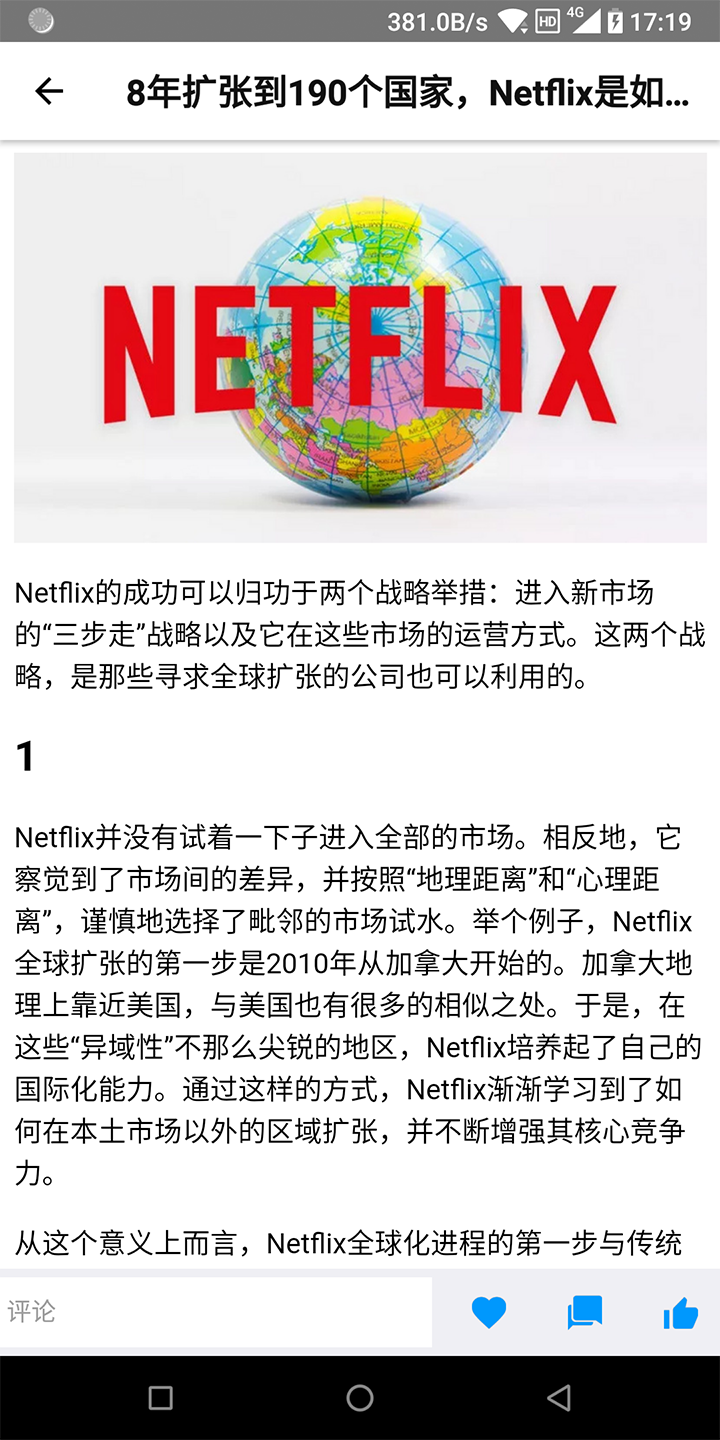 381.0B/s HD 4G 17:19
8年扩张到190个国家，Netflix是如...
NETFLIX
Netflix的成功可以归功于两个战略举措：进入新市场
的“三步走”战略以及它在这些市场的运营方式。这两个战
略，是那些寻求全球扩张的公司也可以利用的。
1
Netflix并没有试着一下子进入全部的市场。相反地，它
察觉到了市场间的差异，并按照“地理距离”和“心理距
离”，谨慎地选择了毗邻的市场试水。举个例子，Netflix
全球扩张的第一步是2010年从加拿大开始的。加拿大地
理上靠近美国，与美国也有很多的相似之处。于是，在
这些“异域性”不那么尖锐的地区，Netflix培养起了自己的
国际化能力。通过这样的方式，Netflix渐渐学习到了如
何在本土市场以外的区域扩张，并不断增强其核心竞争
力。
从这个意义上而言，Netflix全球化进程的第一步与传统
评论